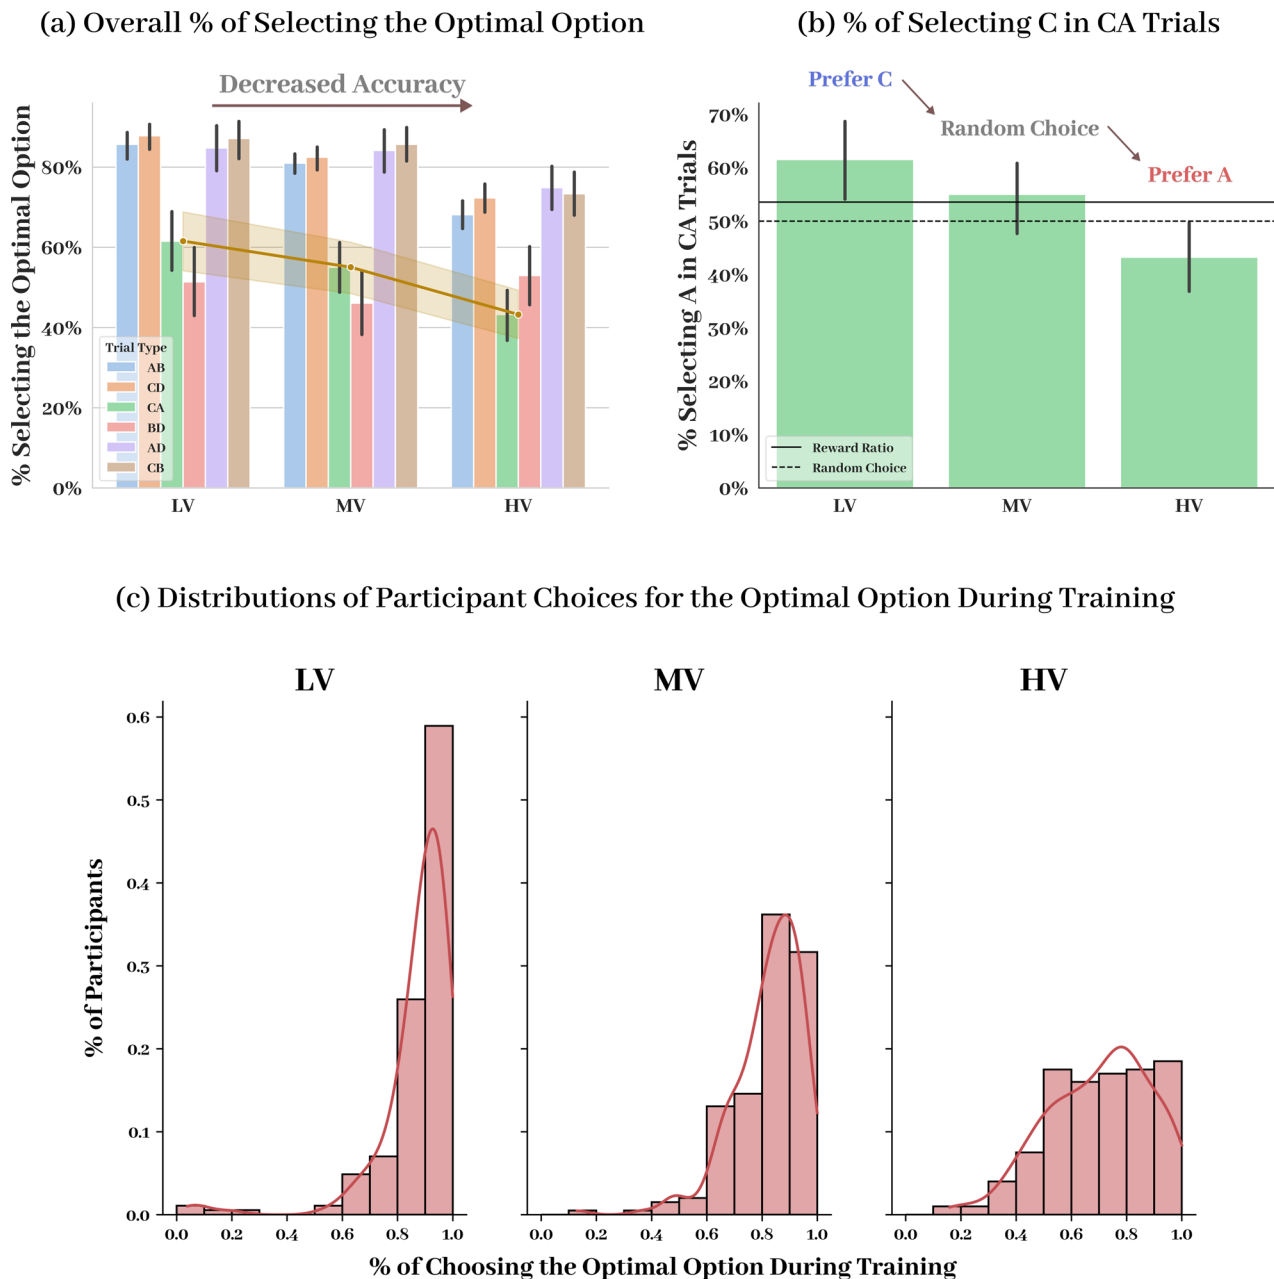 (a) Overall % of Selecting the Optimal Option
Decreased Accuracy
% Selecting the Optimal Option
80%
60%
40%
20%
0%
Trial Type
AB
CD
CA
BD
AD
CB
LV
MV
HV
(b) % of Selecting C in CA Trials
Prefer C
Random Choice
Prefer A
% Selecting A in CA Trials
70%
60%
50%
40%
30%
20%
10%
0%
Reward Ratio
Random Choice
LV
MV
HV
(c) Distributions of Participant Choices for the Optimal Option During Training
LV
MV
HV
% of Participants
0.6
0.5
0.4
0.3
0.2
0.1
0.0
0.0 0.2 0.4 0.6 0.8 1.0
0.0 0.2 0.4 0.6 0.8 1.0
0.0 0.2 0.4 0.6 0.8 1.0
% of Choosing the Optimal Option During Training